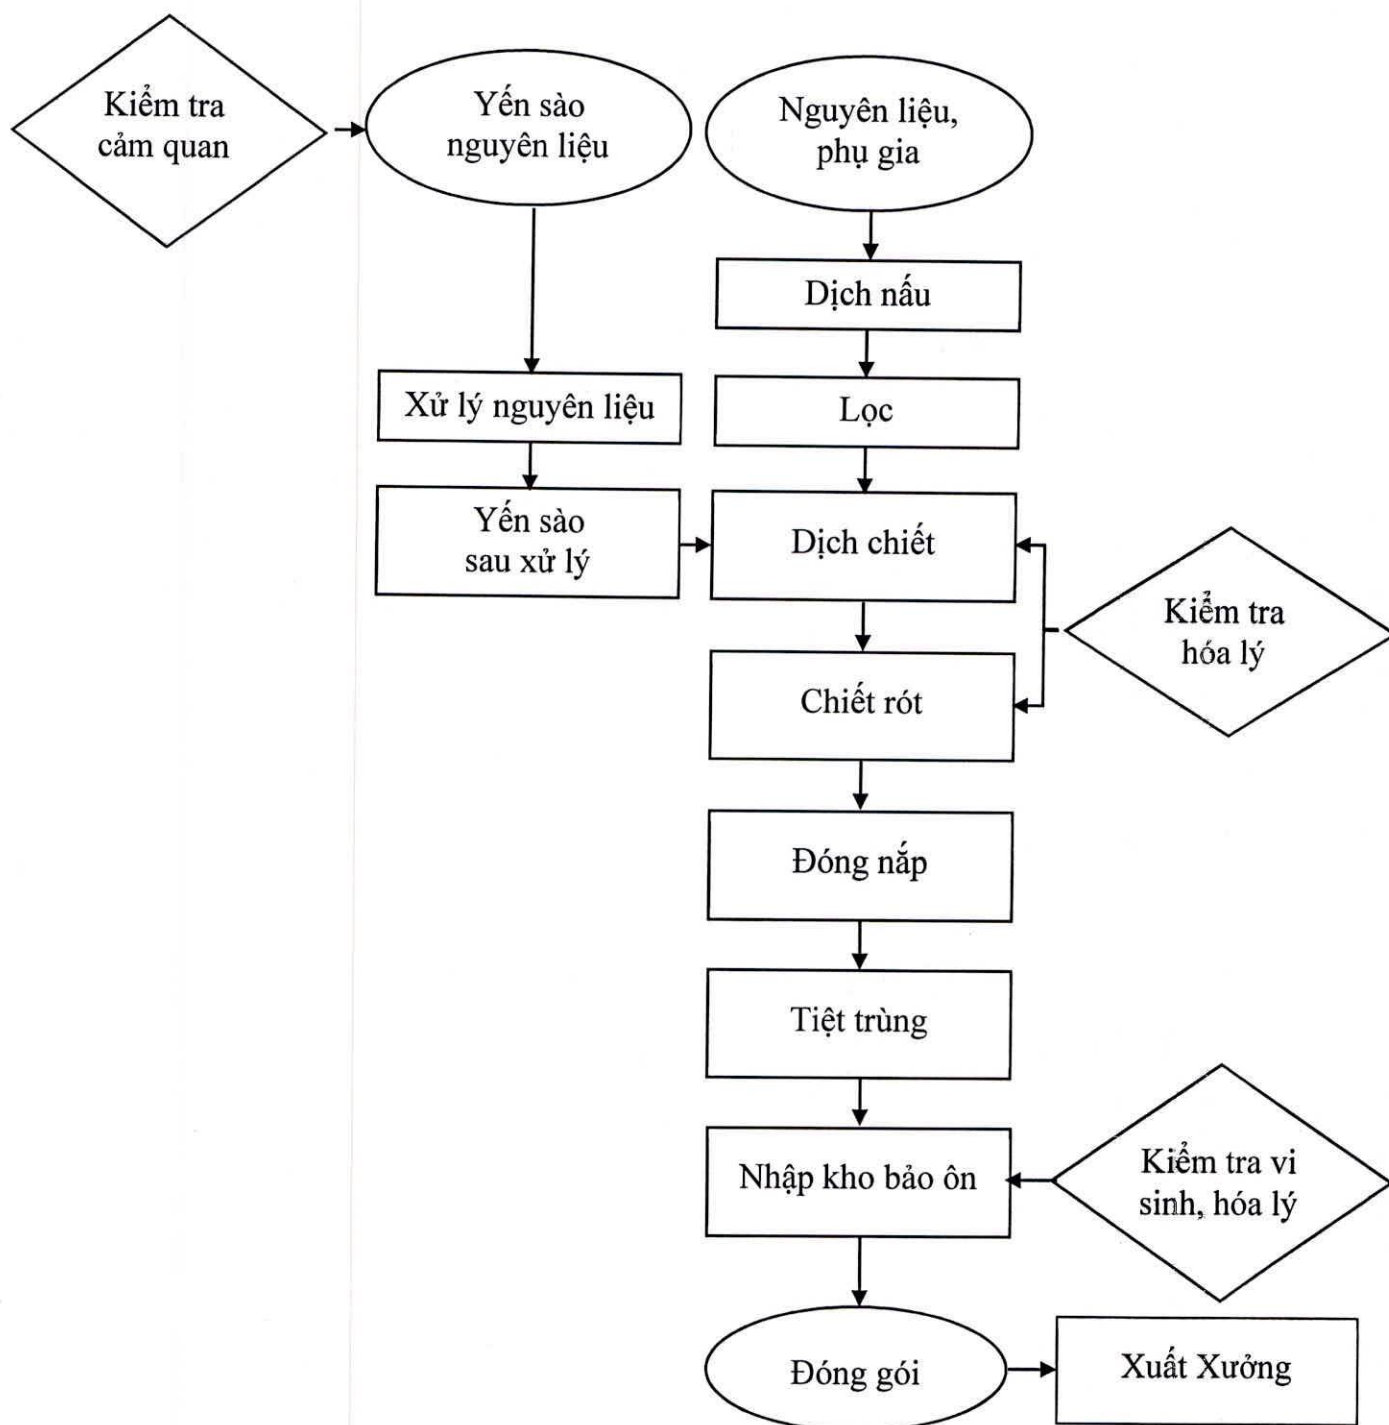 Kiểm tra
cảm quan
Yến sào
nguyên liệu
Nguyên liệu,
phụ gia
Dịch nấu
Xử lý nguyên liệu
Lọc
Yến sào
sau xử lý
Dịch chiết
Kiểm tra
hóa lý
Chiết rót
Đóng nắp
Tiệt trùng
Nhập kho bảo ôn
Kiểm tra vi
sinh, hóa lý
Đóng gói
Xuất Xưởng